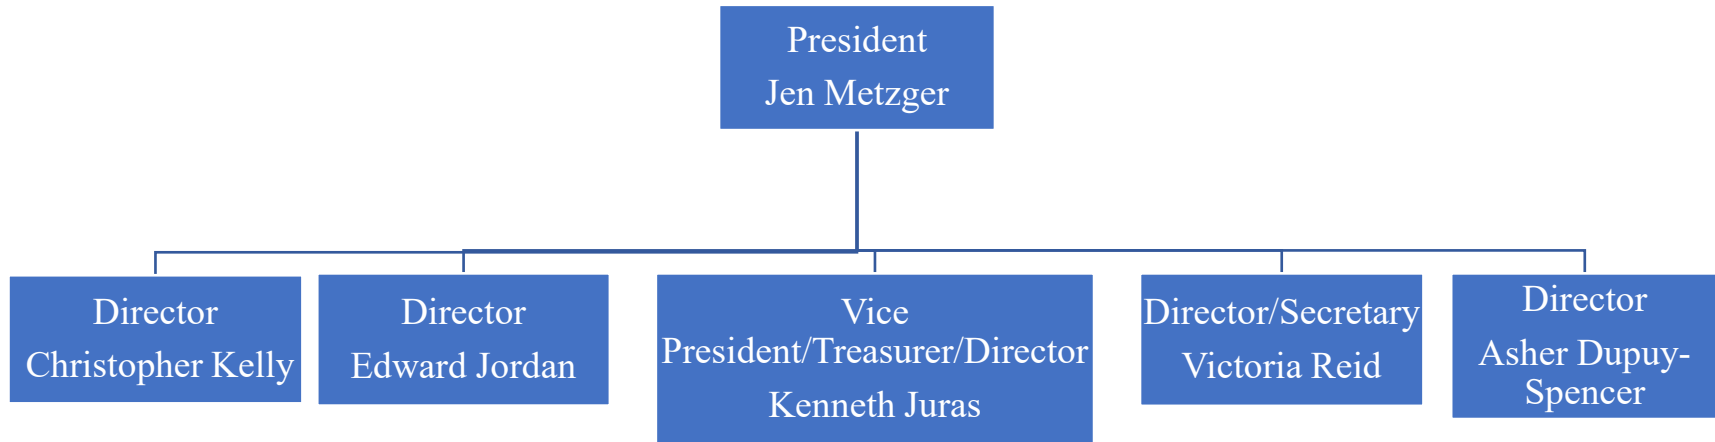 President
Jen Metzger
Director
Christopher Kelly
Director
Edward Jordan
Vice
President/Treasurer/Director
Kenneth Juras
Director/Secretary
Victoria Reid
Director
Asher Dupuy-
Spencer